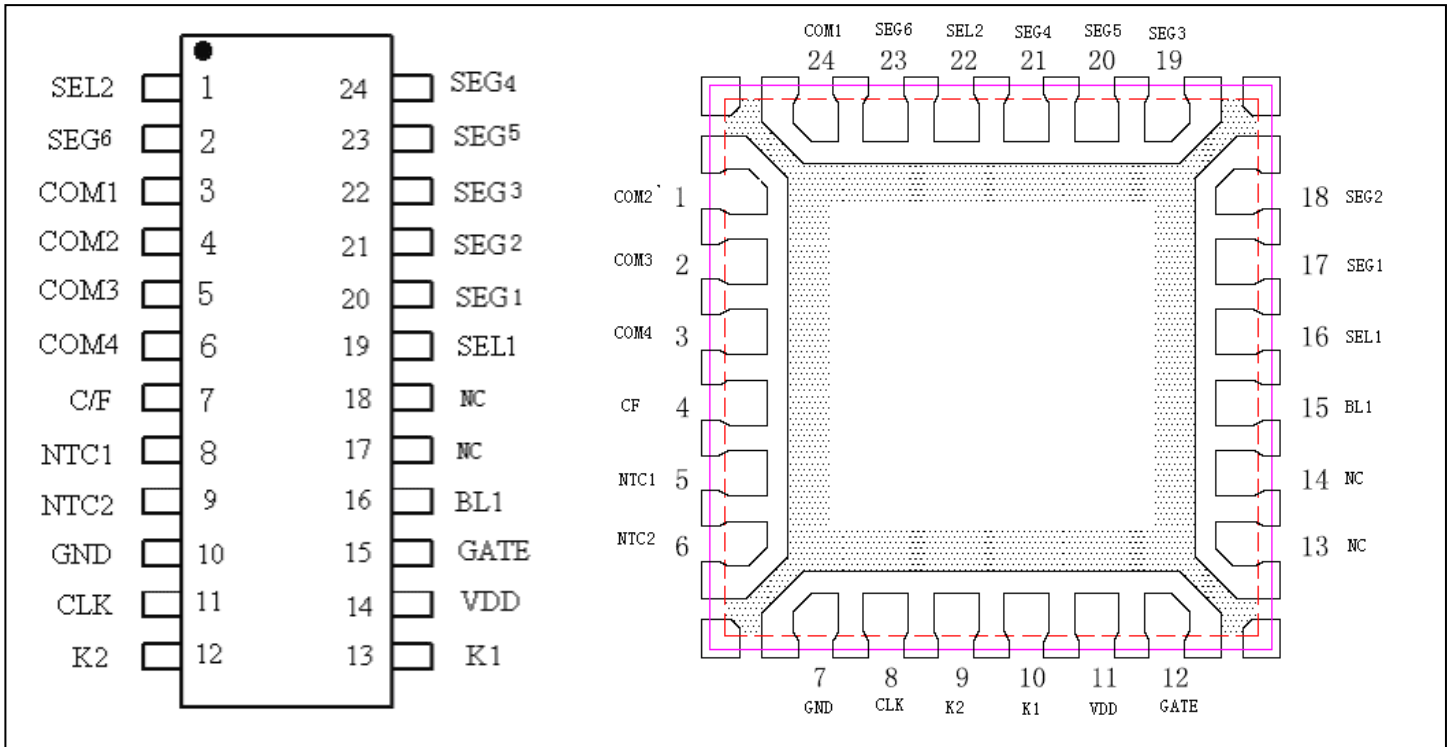 SEL2 1 24 SEG4
SEG6 2 23 SEG5
COM1 3 22 SEG3
COM2 4 21 SEG2
COM3 5 20 SEG1
COM4 6 19 SEL1
C/F 7 18 NC
NTC1 8 17 NC
NTC2 9 16 BL1
GND 10 15 GATE
CLK 11 14 VDD
K2 12 13 K1
COM1 SEG6 SEL2 SEG4 SEG5 SEG3
24 23 22 21 20 19
COM2` 1 18 SEG2
COM3 2 17 SEG1
COM4 3 16 SEL1
CF 4 15 BL1
NTC1 5 14 NC
NTC2 6 13 NC
7 8 9 10 11 12
GND CLK K2 K1 VDD GATE